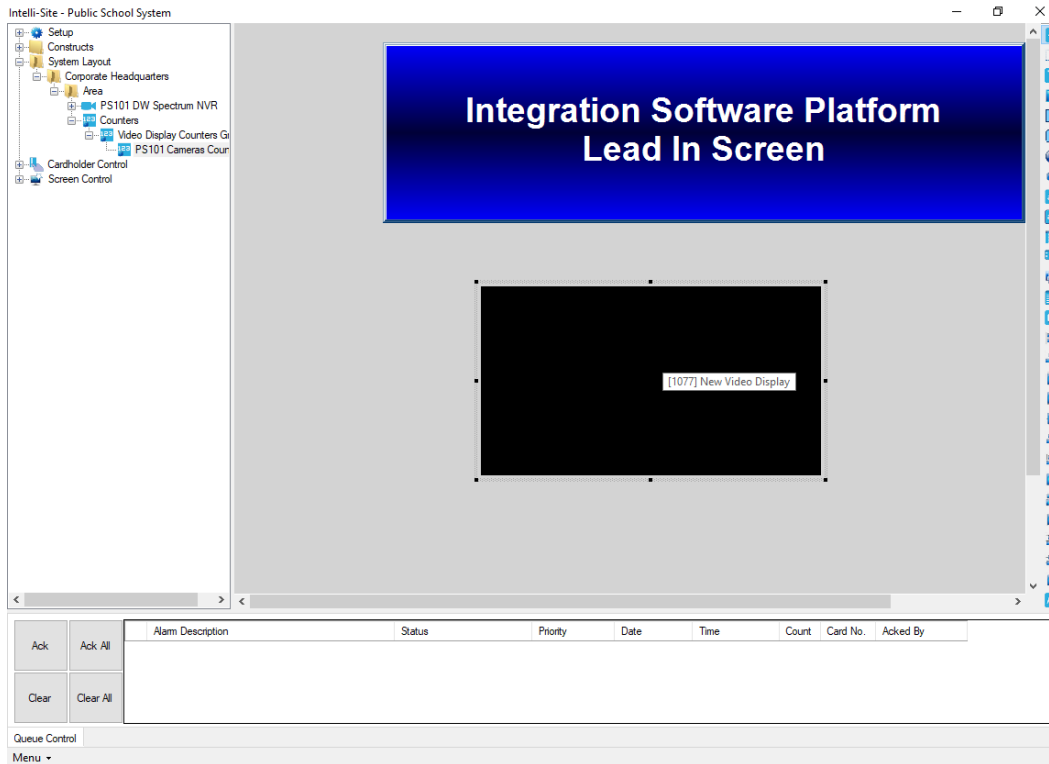 Intelli-Site - Public School System
Setup
Constructs
System Layout
Corporate Headquarters
Area
PS101 DW Spectrum NVR
Counters
Video Display Counters
PS101 Cameras
Cardholder Control
Screen Control
Integration Software Platform
Lead In Screen
[1077] New Video Display
Ack
Ack All
Clear
Clear All
Alarm Description Status Priority Date Time Count Card No. Acked By
Queue Control
Menu